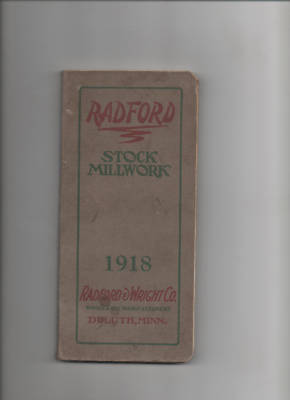 RADFORD
STOCK
MILLWORK
1918
RADFORD & WRIGHT CO.
DULUTH, MINN.